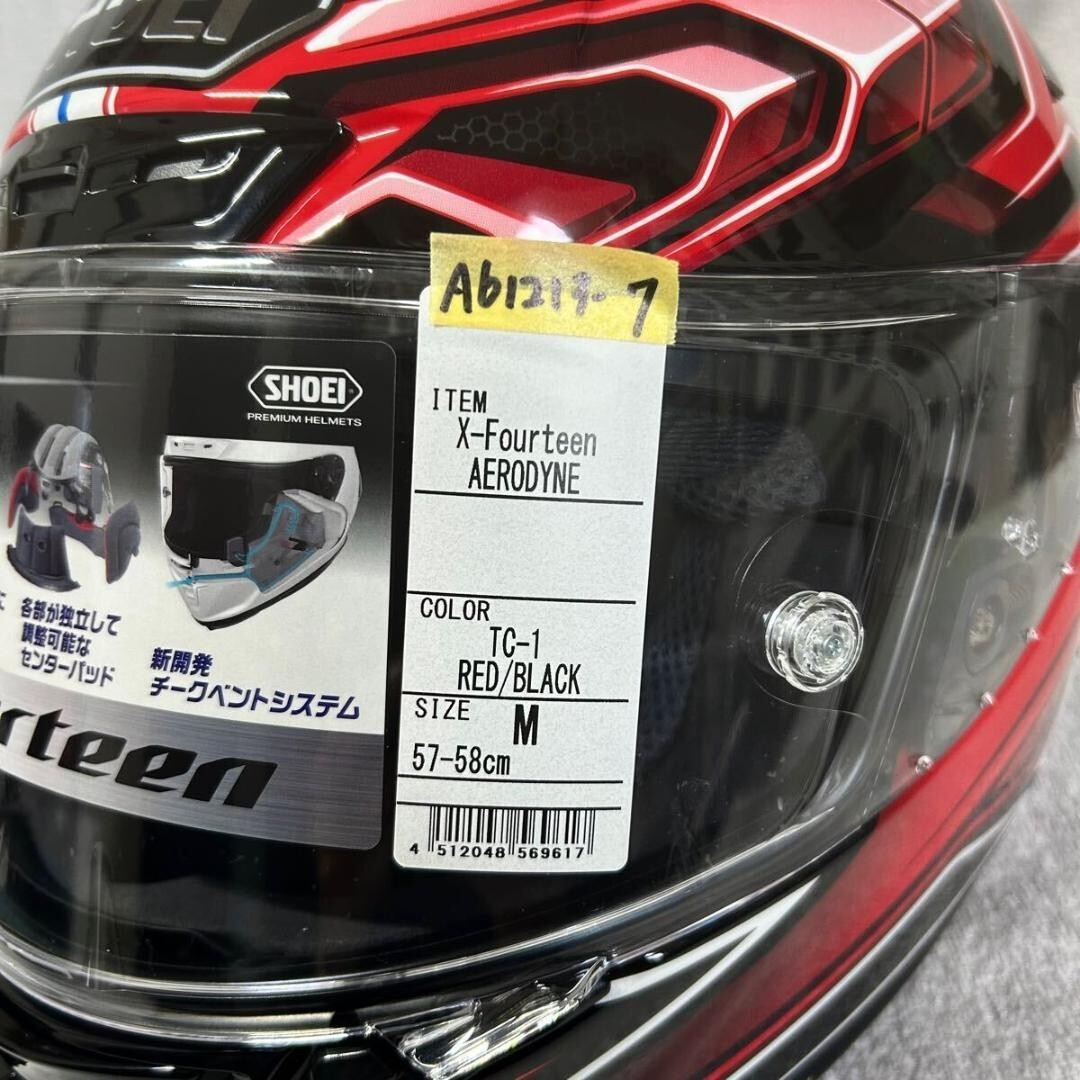 SHOEI
Ab1217-7
SHOEI
PREMIUM HELMETS
各部が独立して
調整可能な
センターパッド
新開発
チークベントシステム
rteen
ITEM
X-Fourteen
AERODYNE
COLOR
TC-1
RED/BLACK
SIZE M
57-58cm
4 512048 569617